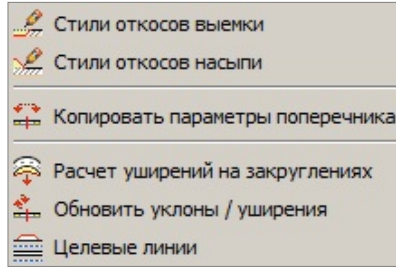 Стили откосов выемки
Стили откосов насыпи
Копировать параметры поперечника
Расчет уширений на закруглениях
Обновить уклоны / уширения
Целевые линии